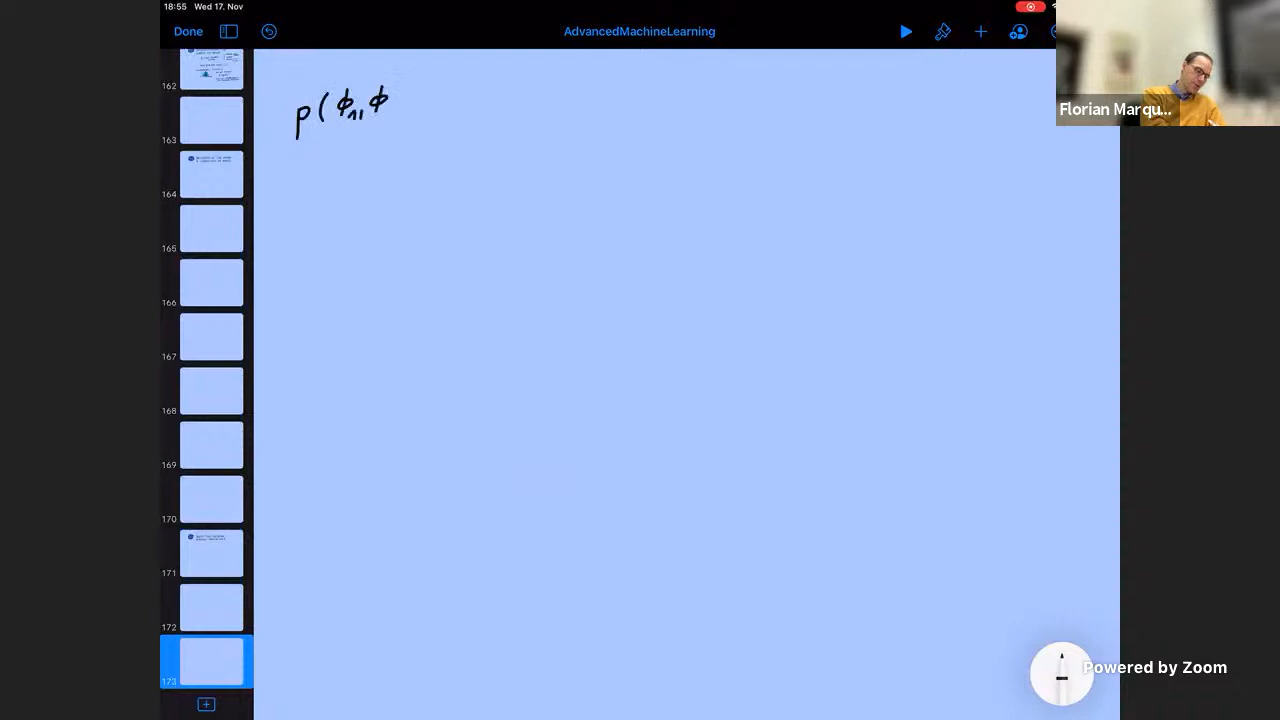 18:55 Wed 17. Nov
Done
AdvancedMachineLearning
p(ϕ₁,ϕ
162
163
164
165
166
167
168
169
170
171
172
173
Florian Marqu...
Powered by Zoom